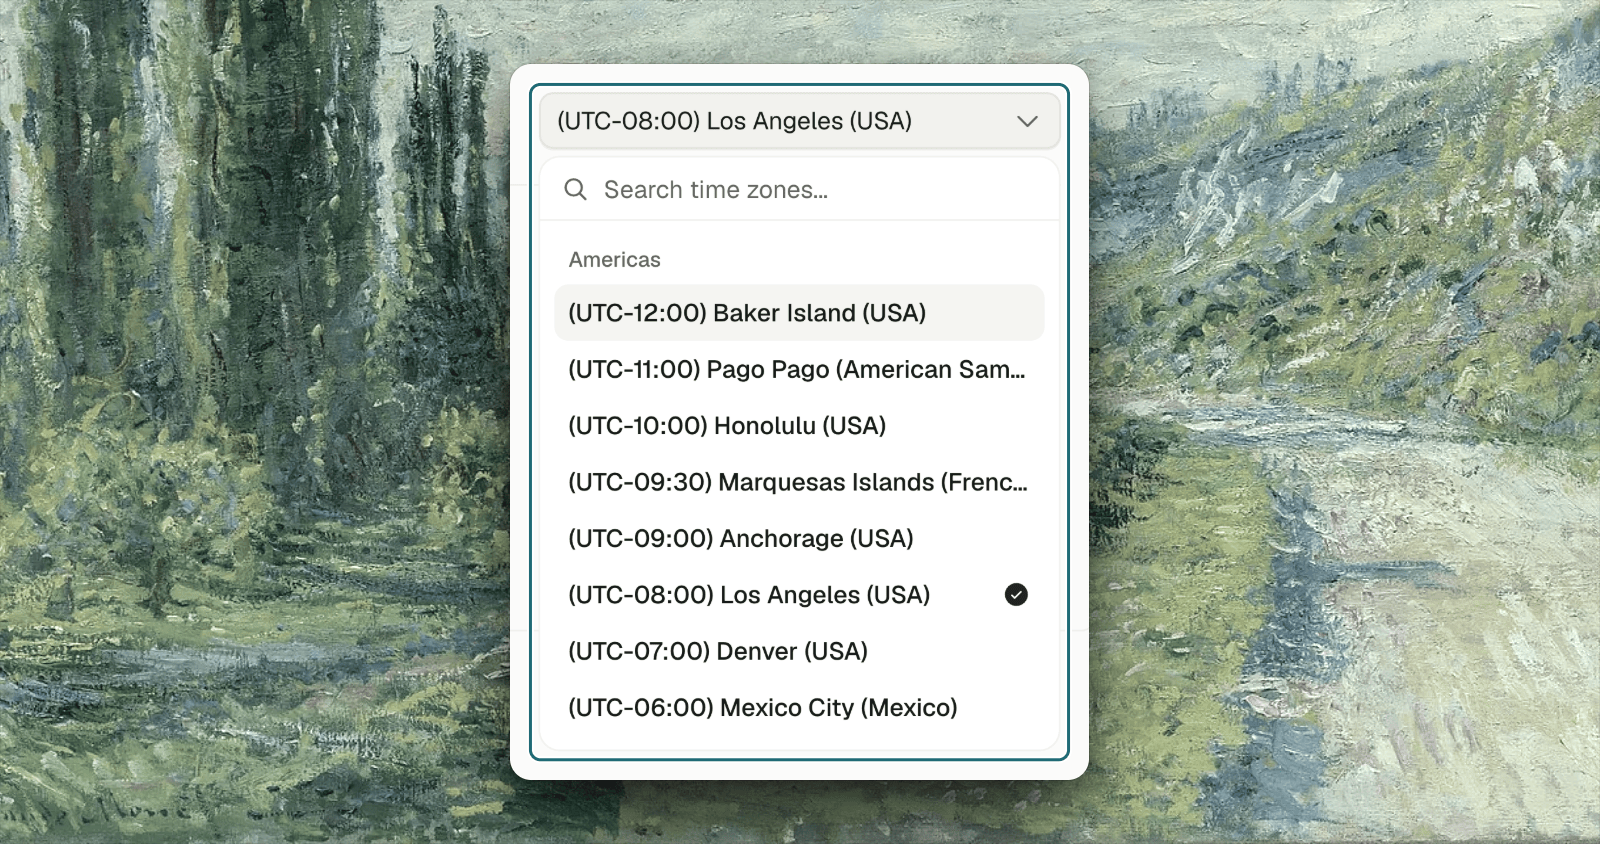 (UTC-08:00) Los Angeles (USA)
Search time zones...
Americas
(UTC-12:00) Baker Island (USA)
(UTC-11:00) Pago Pago (American Sam...
(UTC-10:00) Honolulu (USA)
(UTC-09:30) Marquesas Islands (Frenc...
(UTC-09:00) Anchorage (USA)
(UTC-08:00) Los Angeles (USA)
(UTC-07:00) Denver (USA)
(UTC-06:00) Mexico City (Mexico)